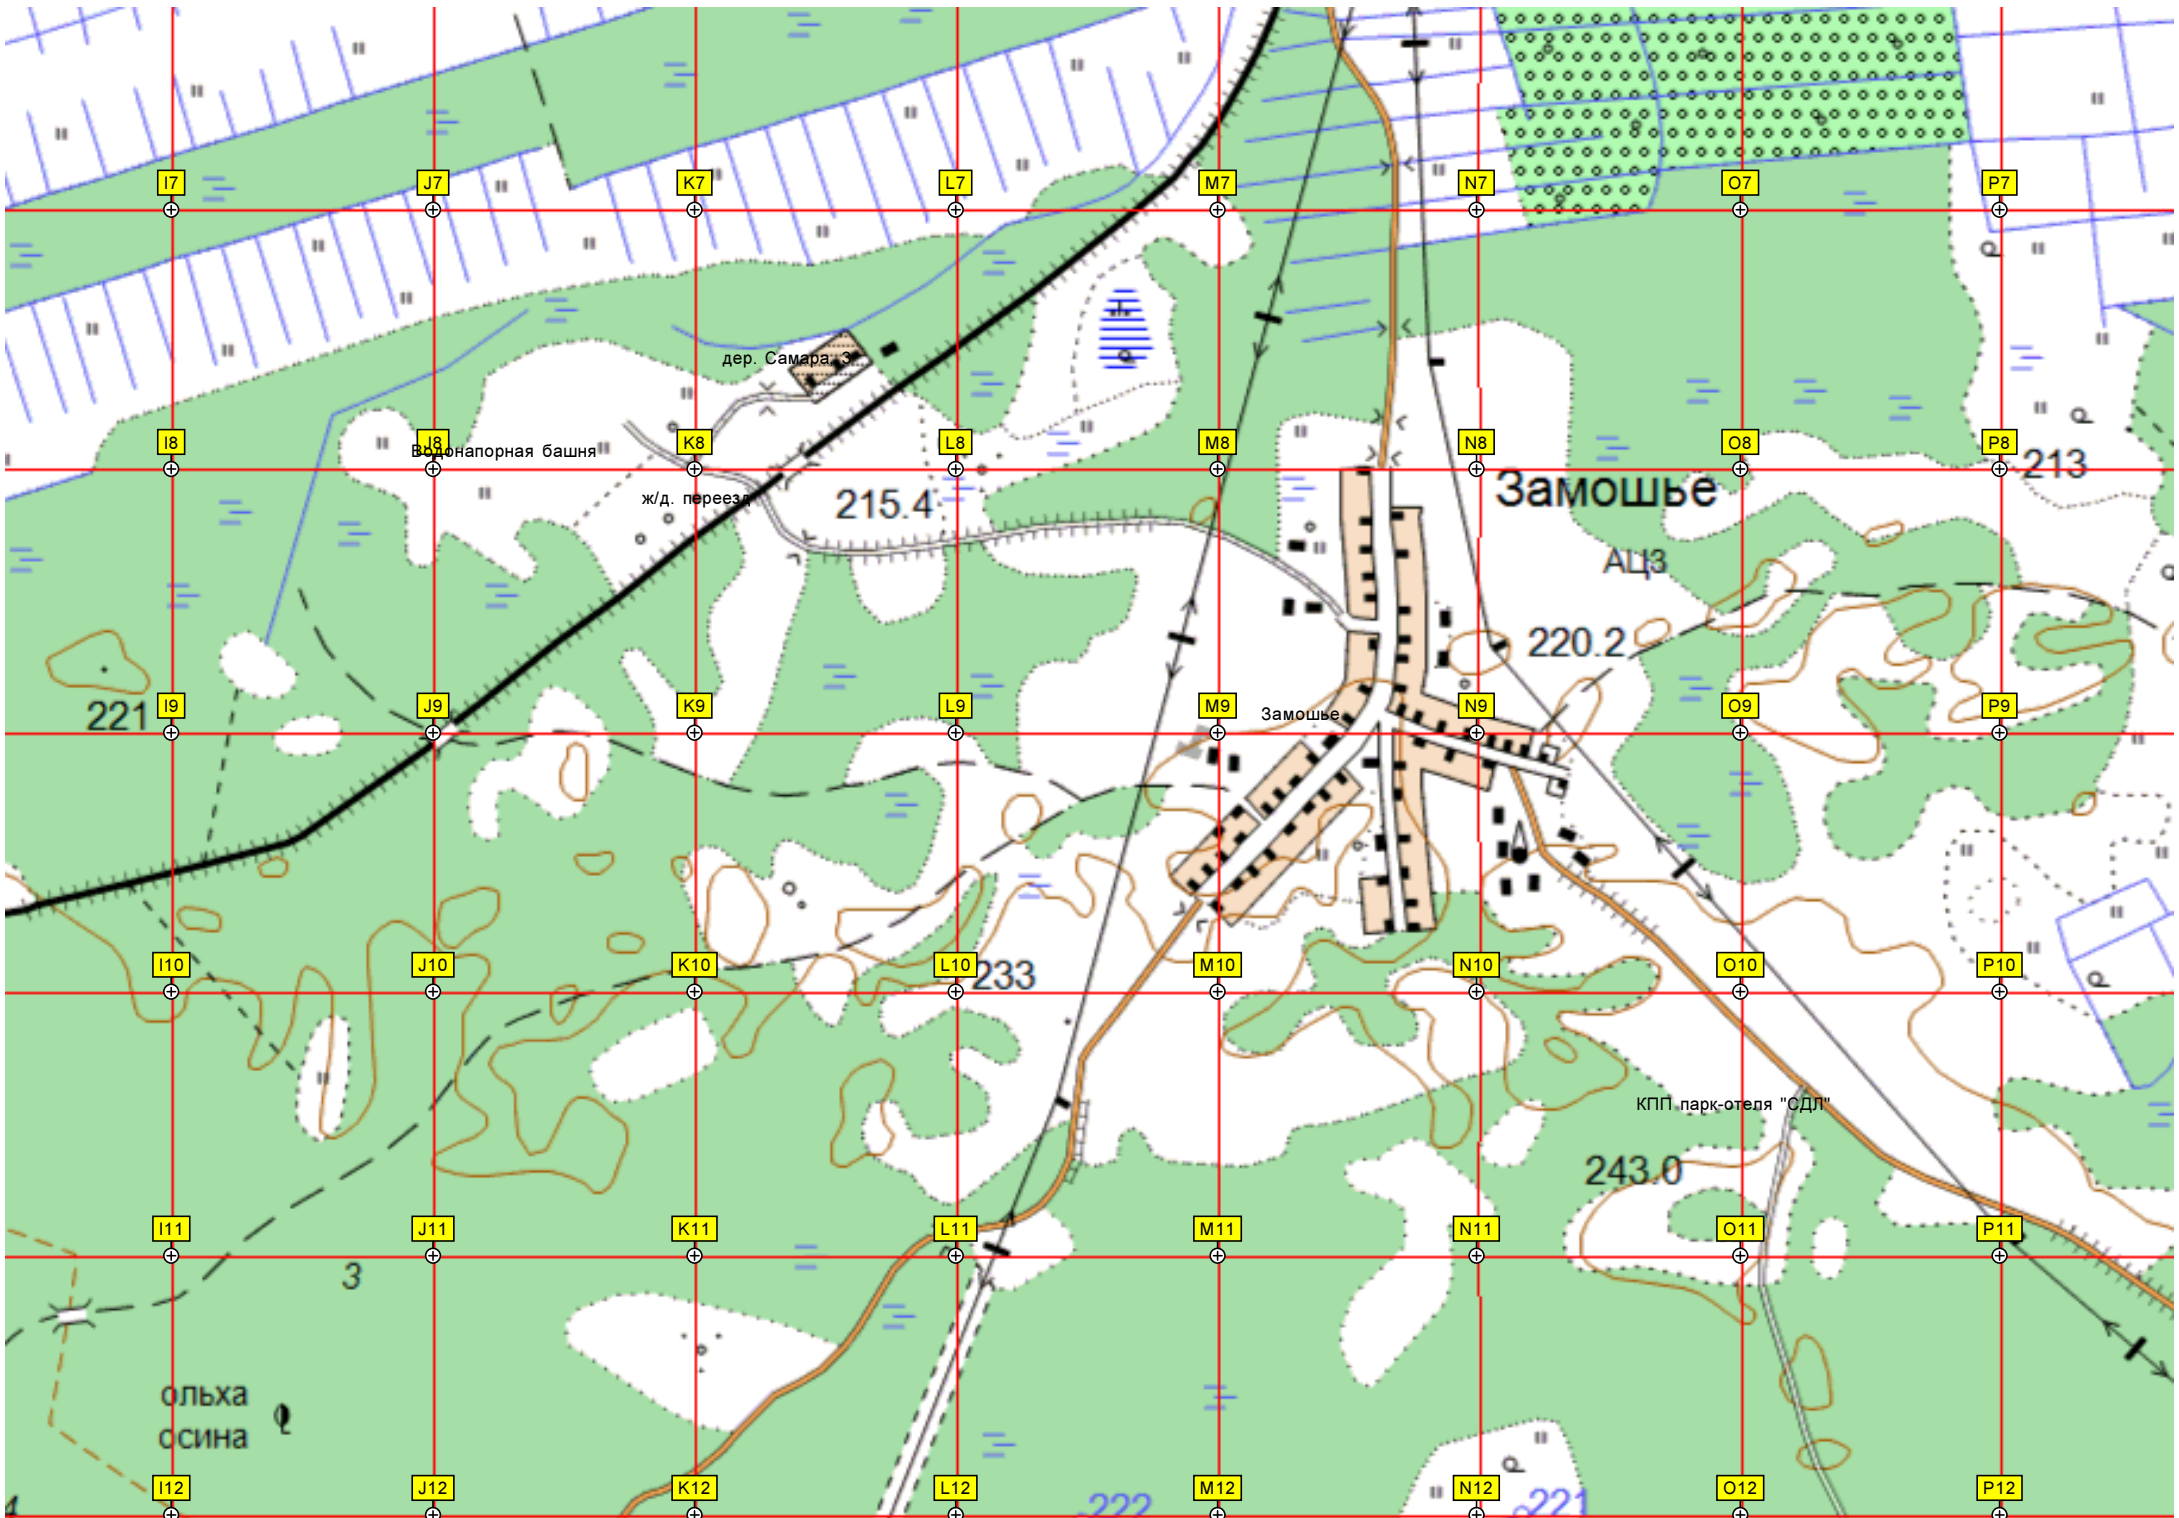 I7 J7 K7 L7 M7 N7 O7 P7
дер. Самара, 3
I8 J8 K8 L8 M8 N8 O8 P8
Водонапорная башня
213
ж/д. переезд
215.4
Замошье
АЦЗ
220.2
221
I9 J9 K9 L9 M9 N9 O9 P9
Замошье
I10 J10 K10 L10 M10 N10 O10 P10
233
КПП парк-отеля "СДЛ"
243.0
I11 J11 K11 L11 M11 N11 O11 P11
3
ольха
осина
I12 J12 K12 L12 M12 N12 O12 P12
4
222
221